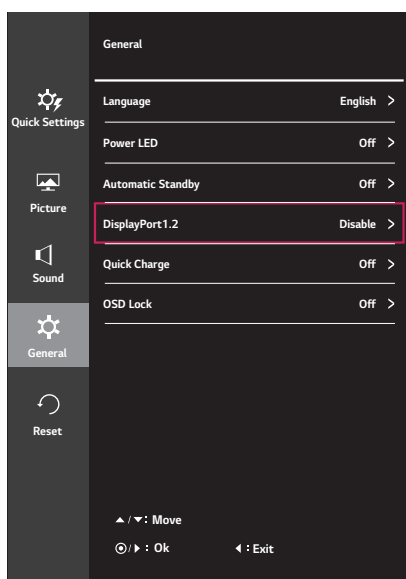 General
Quick Settings
Picture
Sound
General
Reset
Language English >
Power LED Off >
Automatic Standby Off >
DisplayPort1.2 Disable >
Quick Charge Off >
OSD Lock Off >
▲/▼: Move
◉/▶ : Ok ◀ : Exit